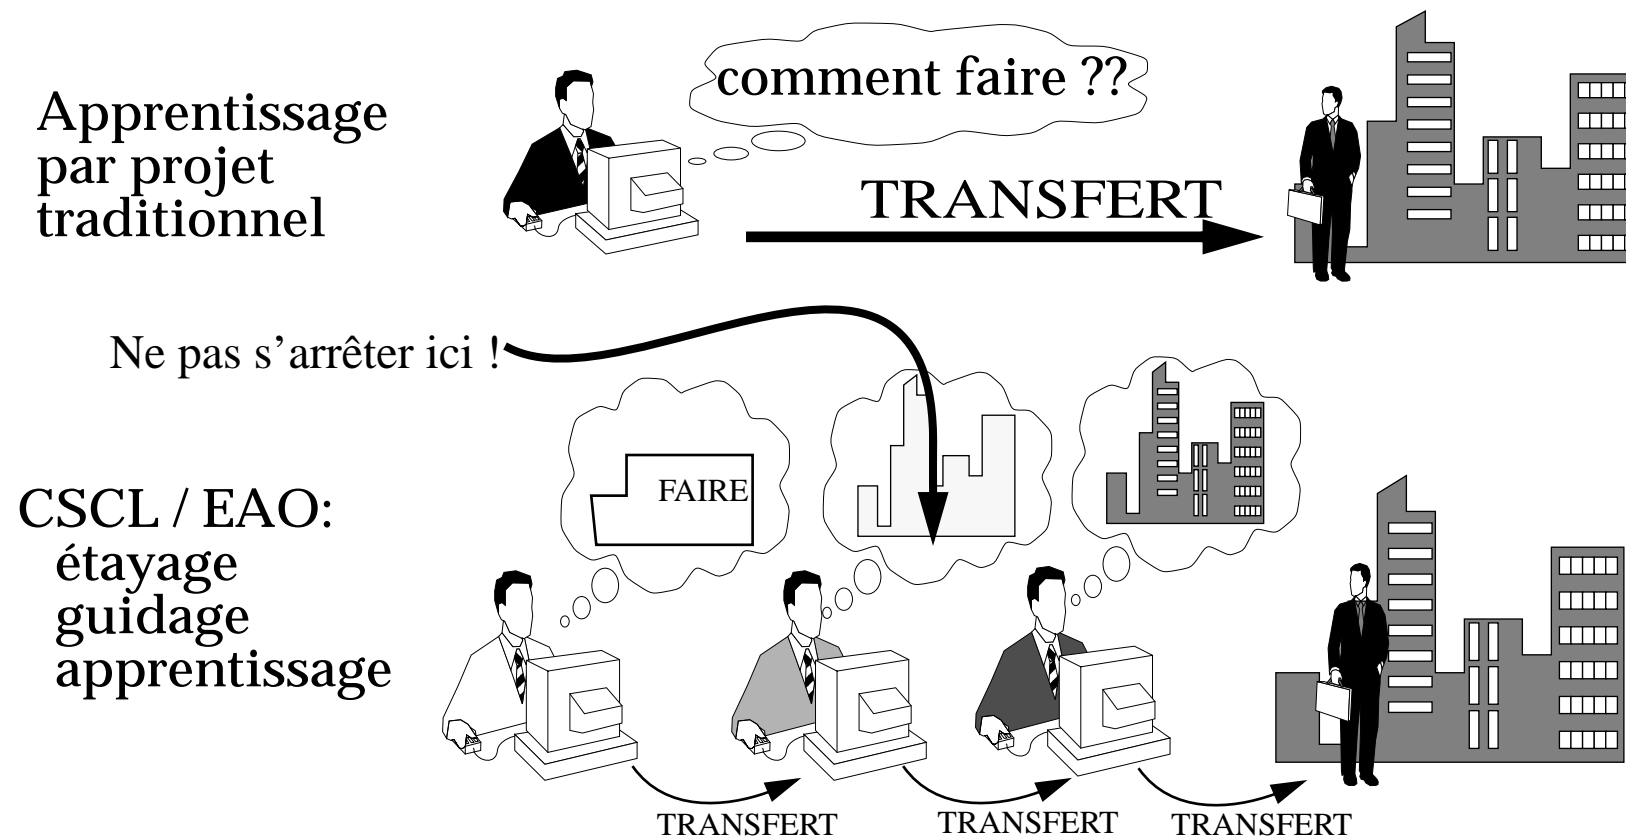 Apprentissage
par projet
traditionnel
comment faire ??
TRANSFERT
Ne pas s’arrêter ici !
FAIRE
CSCL / EAO:
étayage
guidage
apprentissage
TRANSFERT
TRANSFERT
TRANSFERT